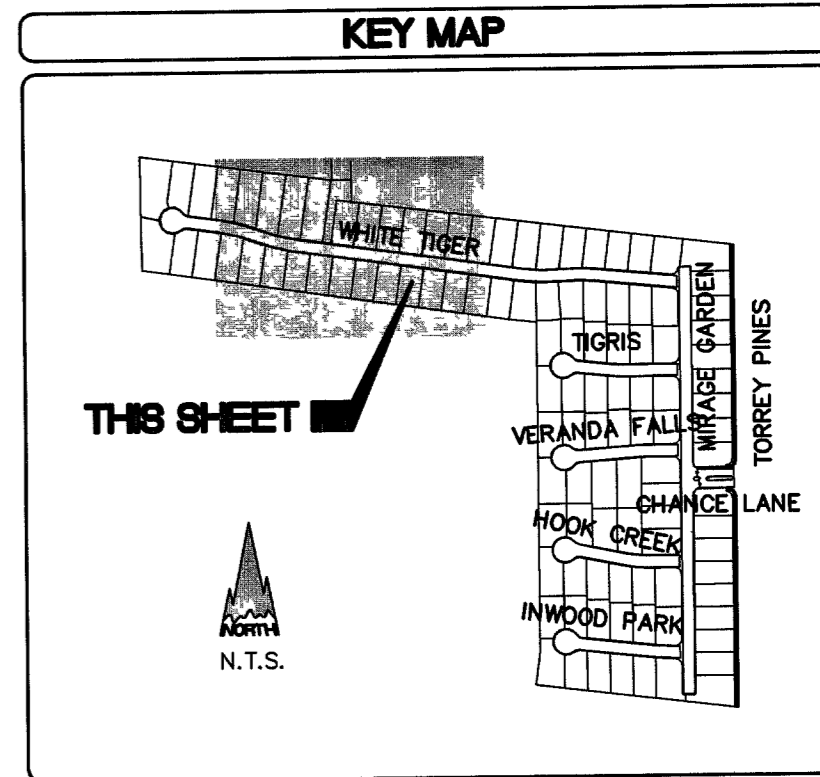 KEY MAP
WHITE TIGER
MIRAGE GARDEN
TORREY PINES
TIGRIS
THIS SHEET
VERANDA FALLS
CHANCE LANE
HOOK CREEK
INWOOD PARK
NORTH
N.T.S.